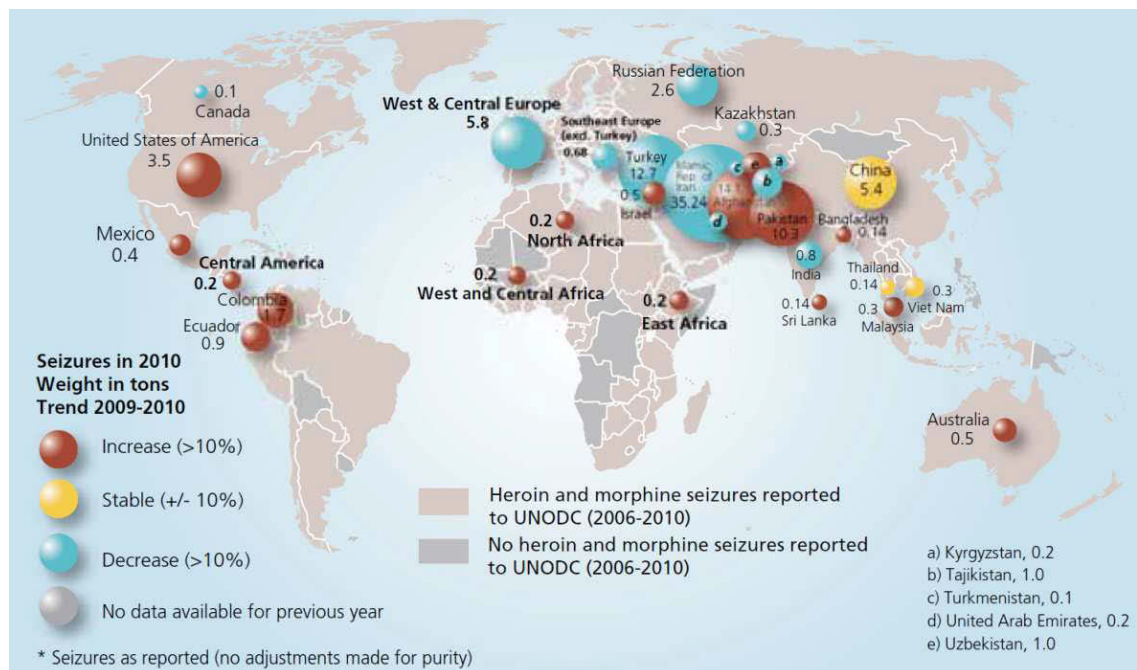 0.1
Canada
United States of America
3.5
Mexico
0.4
Central America
0.2
Colombia
1.7
Ecuador
0.9
West & Central Europe
5.8
Southeast Europe
(excl. Turkey)
0.68
Russian Federation
2.6
Kazakhstan
0.3
Turkey
12.7
Islamic
Rep. of
Iran
35.24
c
e
a
b
d
14.1
Afghanistan
0.5
Israel
Pakistan
10.3
China
5.4
Bangladesh
0.14
0.8
India
Thailand
0.14
0.3
Viet Nam
0.3
Malaysia
0.14
Sri Lanka
0.2
North Africa
0.2
West and Central Africa
0.2
East Africa
Australia
0.5
Seizures in 2010
Weight in tons
Trend 2009-2010
Increase (>10%)
Stable (+/- 10%)
Decrease (>10%)
No data available for previous year
* Seizures as reported (no adjustments made for purity)
Heroin and morphine seizures reported
to UNODC (2006-2010)
No heroin and morphine seizures reported
to UNODC (2006-2010)
a) Kyrgyzstan, 0.2
b) Tajikistan, 1.0
c) Turkmenistan, 0.1
d) United Arab Emirates, 0.2
e) Uzbekistan, 1.0